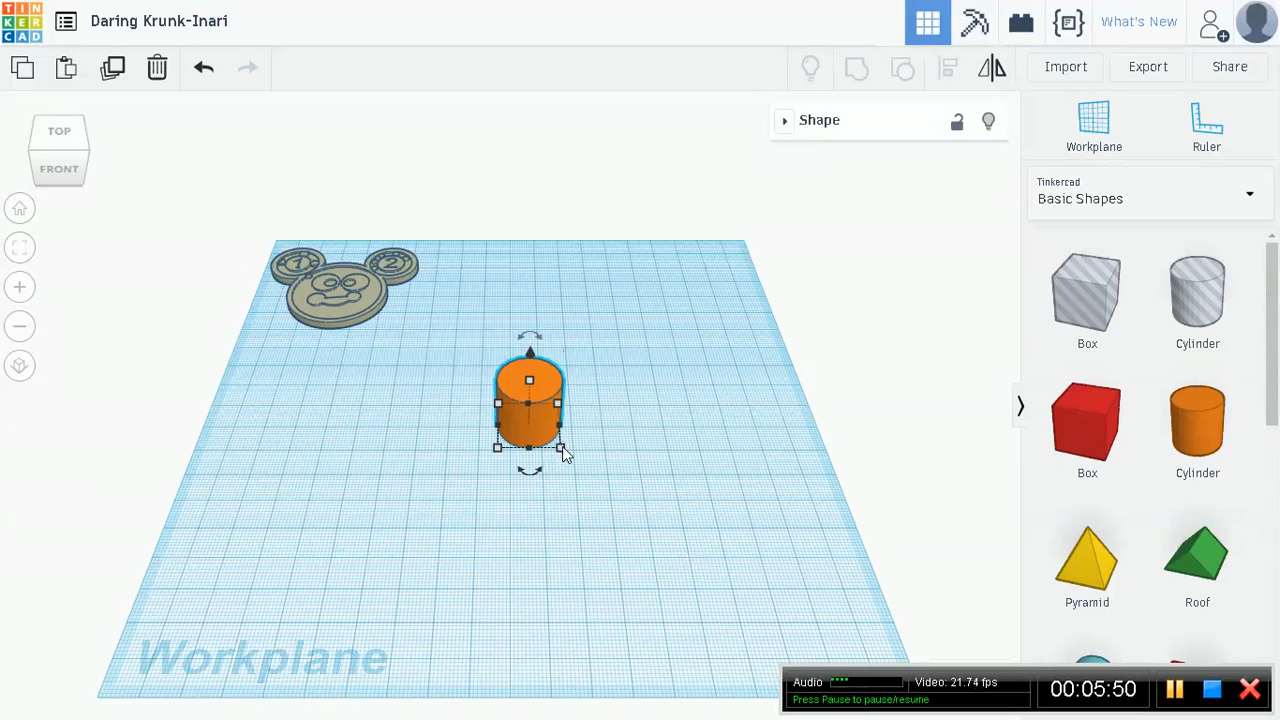 TIN
KER
CAD
Daring Krunk-Inari
What's New
Import
Export
Share
TOP
FRONT
Shape
Workplane
Ruler
Tinkercad
Basic Shapes
1
2
Box
Cylinder
Box
Cylinder
Pyramid
Roof
Workplane
Audio
Video: 21.74 fps
Press Pause to pause/resume
00:05:50